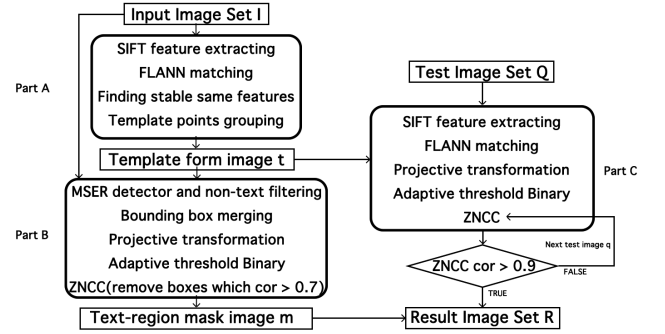 Input Image Set I
Part A
SIFT feature extracting
FLANN matching
Finding stable same features
Template points grouping
Template form image t
Part B
MSER detector and non-text filtering
Bounding box merging
Projective transformation
Adaptive threshold Binary
ZNCC(remove boxes which cor > 0.7)
Text-region mask image m
Test Image Set Q
SIFT feature extracting
FLANN matching
Projective transformation
Adaptive threshold Binary
ZNCC
Part C
Next test image q
ZNCC cor > 0.9
FALSE
TRUE
Result Image Set R